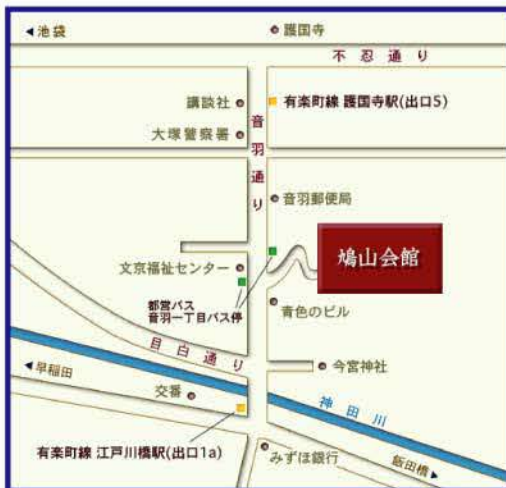 ◀池袋
護国寺
不忍通り
講談社
有楽町線 護国寺駅(出口5)
大塚警察署
音羽通り
音羽郵便局
鳩山会館
文京福祉センター
都営バス
音羽一丁目バス停
青色のビル
目白通り
今宮神社
◀早稲田
交番
神田川
有楽町線 江戸川橋駅(出口1a)
みずほ銀行
飯田橋▶